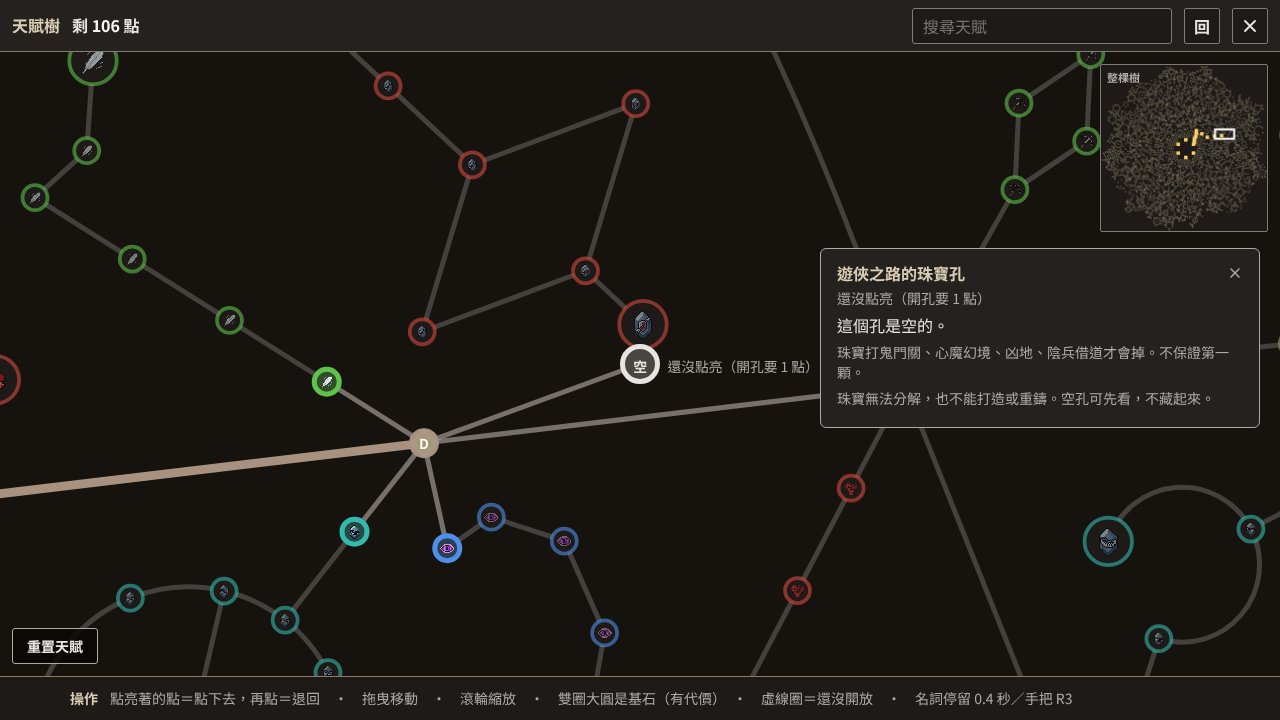 天賦樹 剩 106 點
搜尋天賦
回
整棵樹
遊俠之路的珠寶孔
還沒點亮（開孔要 1 點）
這個孔是空的。
珠寶打鬼門關、心魔幻境、凶地、陰兵借道才會掉。不保證第一
顆。
珠寶無法分解，也不能打造或重鑄。空孔可先看，不藏起來。
空 還沒點亮（開孔要 1 點）
D
重置天賦
操作 點亮著的點＝點下去，再點＝退回 • 拖曳移動 • 滾輪縮放 • 雙圈大圓是基石（有代價） • 虛線圈＝還沒開放 • 名詞停留 0.4 秒／手把 R3